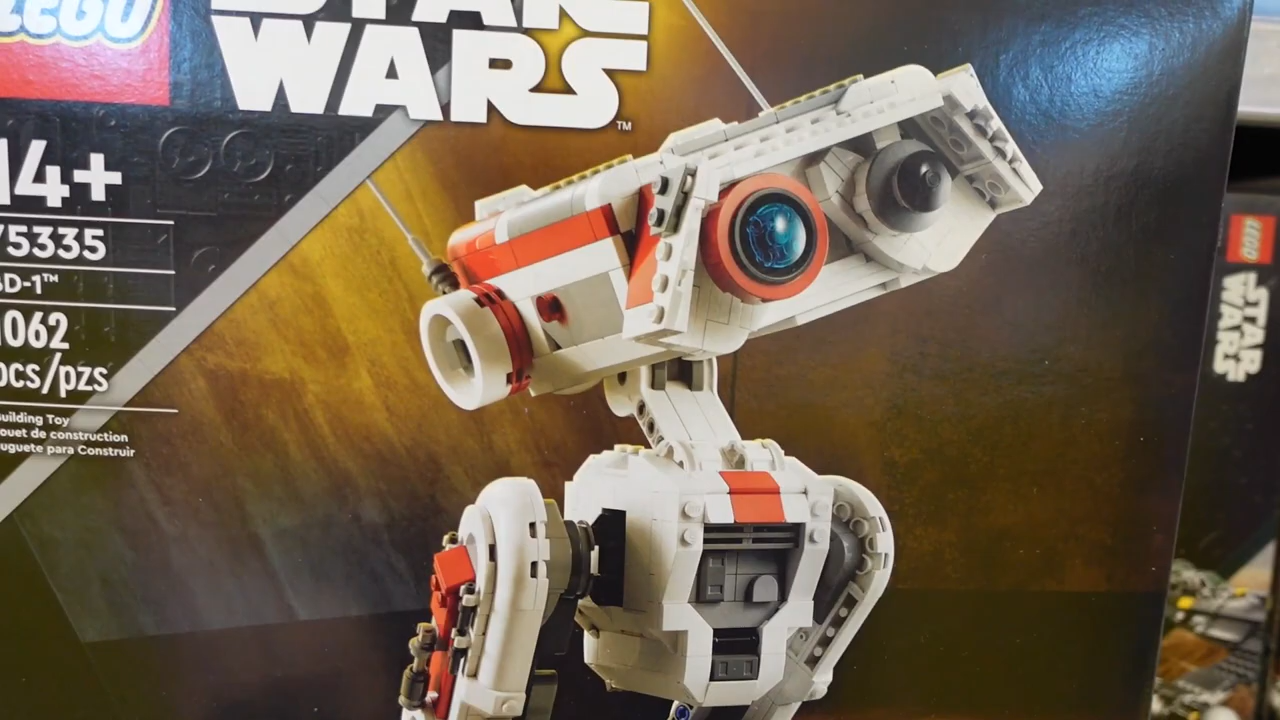 LEGO
STAR
WARS
TM
14+
75335
BD-1™
1062
pcs/pzs
Building Toy
Jouet de construction
Juguete para Construir
LEGO
STAR
WARS